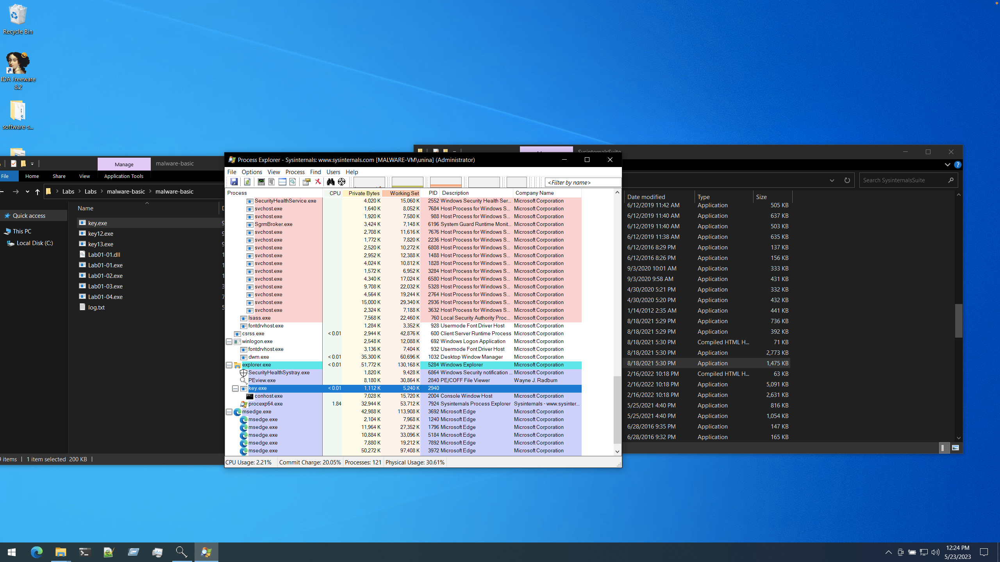 Recycle Bin
IDA Freeware
8.2
software-s...
Manage
malware-basic
File
Home
Share
View
Application Tools
Labs
Labs
malware-basic
malware-basic
Name
Quick access
This PC
Local Disk (C:)
key.exe
key12.exe
key13.exe
Lab01-01.dll
Lab01-01.exe
Lab01-02.exe
Lab01-03.exe
Lab01-04.exe
log.txt
9 items
1 item selected 200 KB
Process Explorer - Sysinternals: www.sysinternals.com [MALWARE-VM\unina] (Administrator)
File Options View Process Find Users Help
<Filter by name>
Process CPU Private Bytes Working Set PID Description Company Name
SecurityHealthService.exe 4,020 K 15,060 K 2552 Windows Security Health Ser... Microsoft Corporation
svchost.exe 1,640 K 8,052 K 7684 Host Process for Windows S... Microsoft Corporation
svchost.exe 1,920 K 7,580 K 988 Host Process for Windows S... Microsoft Corporation
SgrmBroker.exe 3,424 K 7,148 K 6196 System Guard Runtime Monit... Microsoft Corporation
svchost.exe 2,708 K 11,616 K 7676 Host Process for Windows S... Microsoft Corporation
svchost.exe 1,772 K 7,820 K 2236 Host Process for Windows S... Microsoft Corporation
svchost.exe 2,520 K 10,272 K 6808 Host Process for Windows S... Microsoft Corporation
svchost.exe 2,952 K 12,388 K 1488 Host Process for Windows S... Microsoft Corporation
svchost.exe 4,024 K 10,812 K 1828 Host Process for Windows S... Microsoft Corporation
svchost.exe 1,572 K 6,952 K 3284 Host Process for Windows S... Microsoft Corporation
svchost.exe 4,340 K 17,024 K 6580 Host Process for Windows S... Microsoft Corporation
svchost.exe 9,708 K 22,032 K 5328 Host Process for Windows S... Microsoft Corporation
svchost.exe 4,564 K 19,244 K 2764 Host Process for Windows S... Microsoft Corporation
svchost.exe 15,000 K 29,340 K 2936 Host Process for Windows S... Microsoft Corporation
svchost.exe 2,324 K 7,188 K 3632 Host Process for Windows S... Microsoft Corporation
lsass.exe 7,568 K 22,460 K 760 Local Security Authority Proc... Microsoft Corporation
fontdrvhost.exe 1,284 K 3,352 K 928 Usermode Font Driver Host Microsoft Corporation
csrss.exe < 0.01 2,944 K 42,876 K 600 Client Server Runtime Process Microsoft Corporation
winlogon.exe 2,548 K 12,088 K 692 Windows Logon Application Microsoft Corporation
fontdrvhost.exe 3,136 K 7,404 K 932 Usermode Font Driver Host Microsoft Corporation
dwm.exe < 0.01 35,300 K 60,696 K 1032 Desktop Window Manager Microsoft Corporation
explorer.exe < 0.01 51,772 K 130,168 K 5284 Windows Explorer Microsoft Corporation
SecurityHealthSystray.exe 1,820 K 9,428 K 6864 Windows Security notification ... Microsoft Corporation
PEview.exe 8,180 K 30,864 K 2840 PE/COFF File Viewer Wayne J. Radburn
key.exe < 0.01 1,112 K 5,240 K 2940
conhost.exe 7,028 K 15,720 K 2004 Console Window Host Microsoft Corporation
procexp64.exe 1.84 32,944 K 53,712 K 7924 Sysinternals Process Explorer Sysinternals - www.sysinter...
msedge.exe 42,988 K 113,908 K 3692 Microsoft Edge Microsoft Corporation
msedge.exe 2,104 K 7,968 K 1240 Microsoft Edge Microsoft Corporation
msedge.exe 11,964 K 27,352 K 1796 Microsoft Edge Microsoft Corporation
msedge.exe 10,884 K 33,096 K 5184 Microsoft Edge Microsoft Corporation
msedge.exe 7,880 K 19,212 K 7892 Microsoft Edge Microsoft Corporation
msedge.exe 50,272 K 97,408 K 3972 Microsoft Edge Microsoft Corporation
CPU Usage: 2.21% Commit Charge: 20.05% Processes: 121 Physical Usage: 30.61%
SysinternalsSuite
Search SysinternalsSuite
Date modified Type Size
6/12/2019 11:42 AM Application 505 KB
6/12/2019 11:40 AM Application 637 KB
6/12/2019 11:40 AM Application 503 KB
6/12/2019 11:38 AM Application 635 KB
6/12/2016 8:29 PM Application 137 KB
6/12/2016 8:26 PM Application 156 KB
9/3/2020 10:01 AM Application 333 KB
9/3/2020 9:58 AM Application 431 KB
4/30/2020 5:21 PM Application 332 KB
4/30/2020 5:20 PM Application 432 KB
1/14/2012 2:35 AM Application 441 KB
8/18/2021 5:29 PM Application 736 KB
8/18/2021 5:29 PM Application 392 KB
8/18/2021 5:30 PM Compiled HTML H... 71 KB
8/18/2021 5:30 PM Application 2,773 KB
8/18/2021 5:30 PM Application 1,475 KB
2/16/2022 10:18 PM Compiled HTML H... 63 KB
2/16/2022 10:18 PM Application 5,091 KB
2/16/2022 10:18 PM Application 2,631 KB
5/25/2021 4:40 PM Application 816 KB
5/25/2021 4:40 PM Application 1,054 KB
6/28/2016 9:35 PM Application 147 KB
6/28/2016 9:32 PM Application 165 KB
12:24 PM
5/23/2023